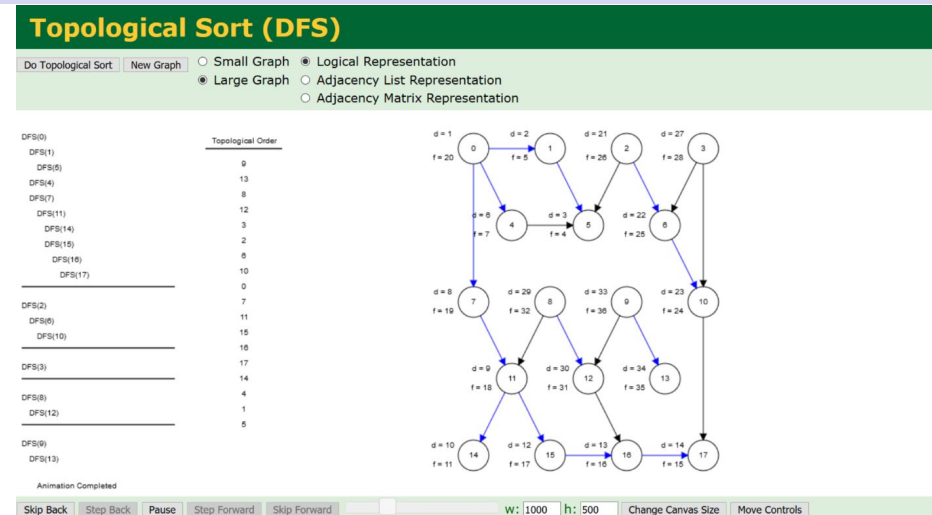 Topological Sort (DFS)
Do Topological Sort New Graph Small Graph Logical Representation
Large Graph Adjacency List Representation
Adjacency Matrix Representation
DFS(0)
DFS(1)
DFS(5)
DFS(4)
DFS(7)
DFS(11)
DFS(14)
DFS(15)
DFS(16)
DFS(17)
DFS(2)
DFS(6)
DFS(10)
DFS(3)
DFS(8)
DFS(12)
DFS(9)
DFS(13)
Animation Completed
Topological Order
9
13
8
12
3
2
6
10
0
7
11
15
16
17
14
4
1
5
d = 1 d = 2 d = 21 d = 27
0 1 2 3
f = 20 f = 5 f = 26 f = 28
d = 6 d = 3 d = 22
4 5 6
f = 7 f = 4 f = 25
d = 8 d = 29 d = 33 d = 23
7 8 9 10
f = 19 f = 32 f = 36 f = 24
d = 9 d = 30 d = 34
11 12 13
f = 18 f = 31 f = 35
d = 10 d = 12 d = 13 d = 14
14 15 16 17
f = 11 f = 17 f = 16 f = 15
Skip Back Step Back Pause Step Forward Skip Forward w: 1000 h: 500 Change Canvas Size Move Controls